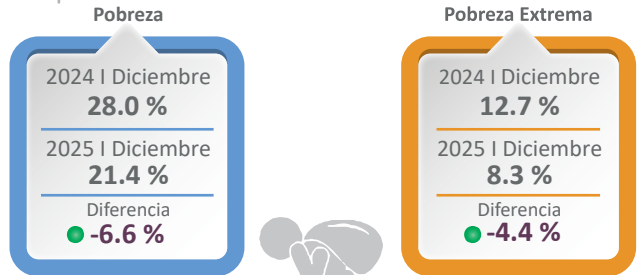 Pobreza
2024 I Diciembre
28.0 %
2025 I Diciembre
21.4 %
Diferencia
-6.6 %
Pobreza Extrema
2024 I Diciembre
12.7 %
2025 I Diciembre
8.3 %
Diferencia
-4.4 %